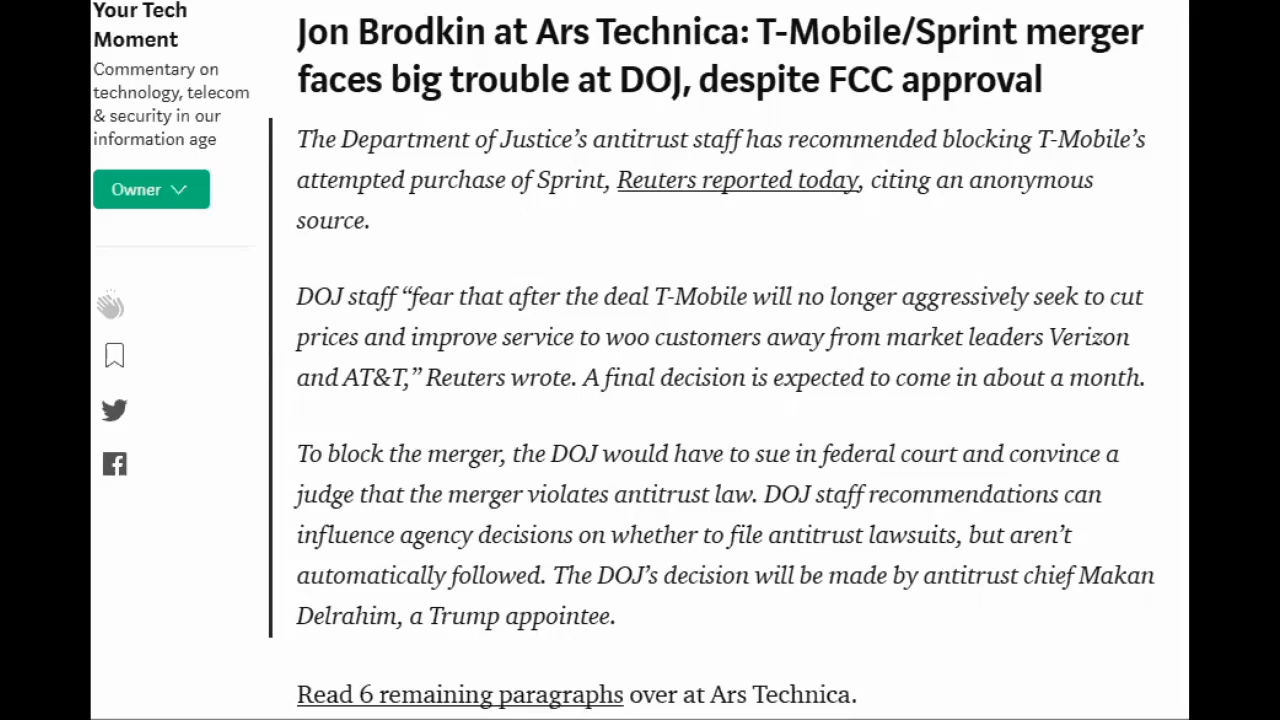 Your Tech
Moment
Commentary on
technology, telecom
& security in our
information age
Owner
Jon Brodkin at Ars Technica: T-Mobile/Sprint merger
faces big trouble at DOJ, despite FCC approval
The Department of Justice’s antitrust staff has recommended blocking T-Mobile’s
attempted purchase of Sprint, Reuters reported today, citing an anonymous
source.
DOJ staff “fear that after the deal T-Mobile will no longer aggressively seek to cut
prices and improve service to woo customers away from market leaders Verizon
and AT&T,” Reuters wrote. A final decision is expected to come in about a month.
To block the merger, the DOJ would have to sue in federal court and convince a
judge that the merger violates antitrust law. DOJ staff recommendations can
influence agency decisions on whether to file antitrust lawsuits, but aren’t
automatically followed. The DOJ’s decision will be made by antitrust chief Makan
Delrahim, a Trump appointee.
Read 6 remaining paragraphs over at Ars Technica.